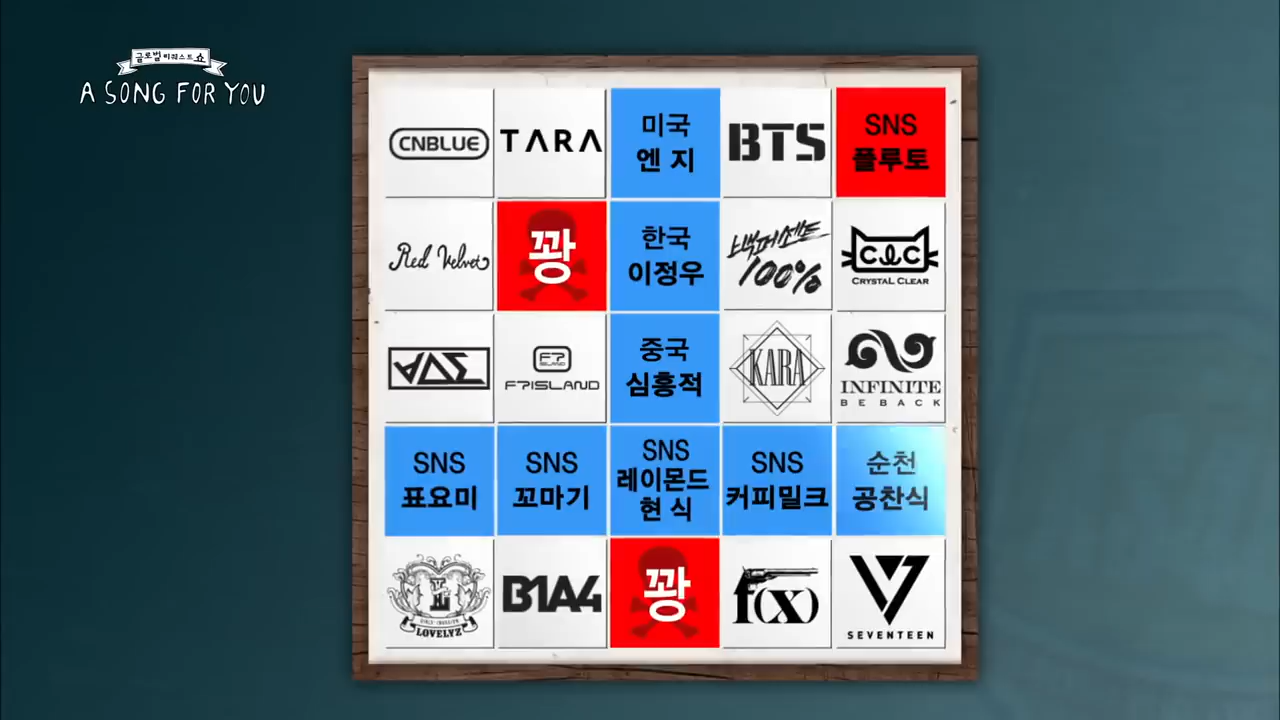 글로벌 리퀘스트 쇼
A SONG FOR YOU
CNBLUE
TARA
미국
엔 지
BTS
SNS
플루토
Red Velvet
꽝
한국
이정우
백퍼센트
100%
CLC
CRYSTAL CLEAR
FTISLAND
중국
심흥적
KARA
INFINITE
BE BACK
SNS
표요미
SNS
꼬마기
SNS
레이몬드
현 식
SNS
커피밀크
순천
공찬식
LOVELYZ
B1A4
꽝
f(x)
SEVENTEEN